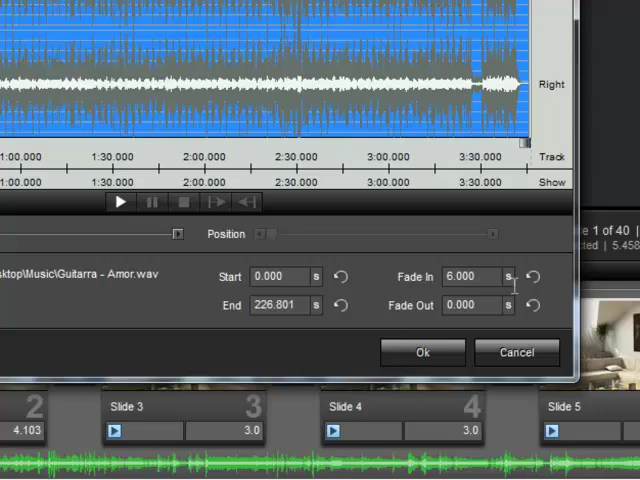 Right
1:00.000 1:30.000 2:00.000 2:30.000 3:00.000 3:30.000 Track
1:00.000 1:30.000 2:00.000 2:30.000 3:00.000 3:30.000 Show
Position
e 1 of 40 |
cted | 5.458
sktop\Music\Guitarra - Amor.wav
Start 0.000 s Fade In 6.000 s
End 226.801 s Fade Out 0.000 s
Ok Cancel
2 Slide 3 3 Slide 4 4 Slide 5
4.103 3.0 3.0